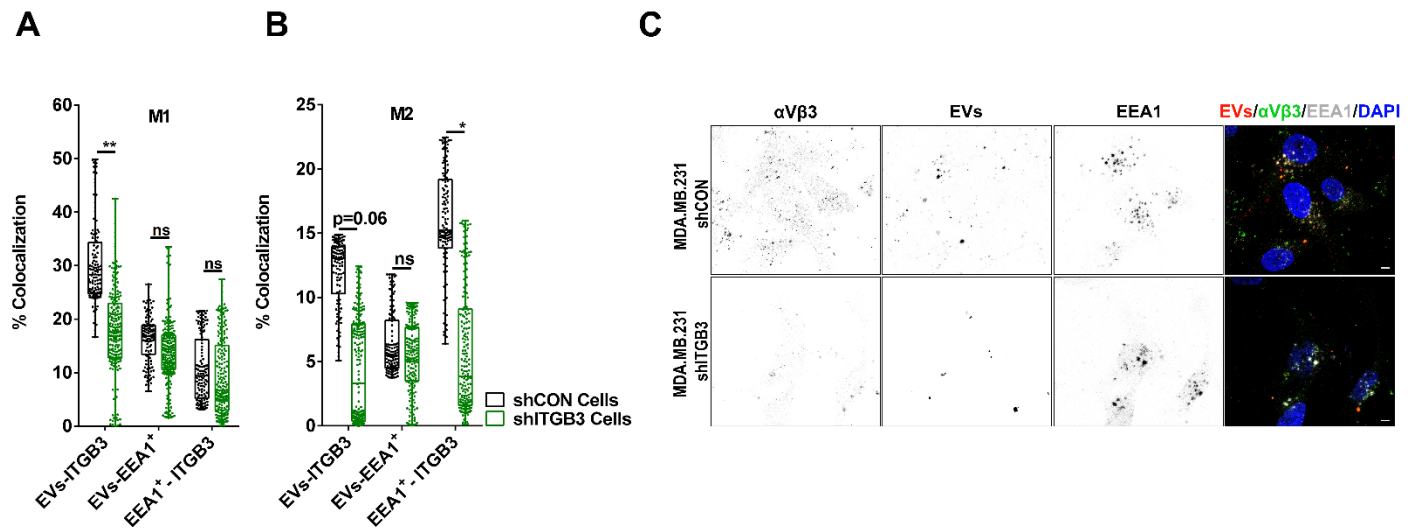 A
M1
% Colocalization
60
50
40
30
20
10
0
**
ns
ns
EVs-ITGB3
EVs-EEA1⁺
EEA1⁺ - ITGB3
B
M2
% Colocalization
25
20
15
10
5
0
p=0.06
ns
*
EVs-ITGB3
EVs-EEA1⁺
EEA1⁺ - ITGB3
shCON Cells
shITGB3 Cells
C
αVβ3
EVs
EEA1
EVs/αVβ3/EEA1/DAPI
MDA.MB.231
shCON
MDA.MB.231
shITGB3